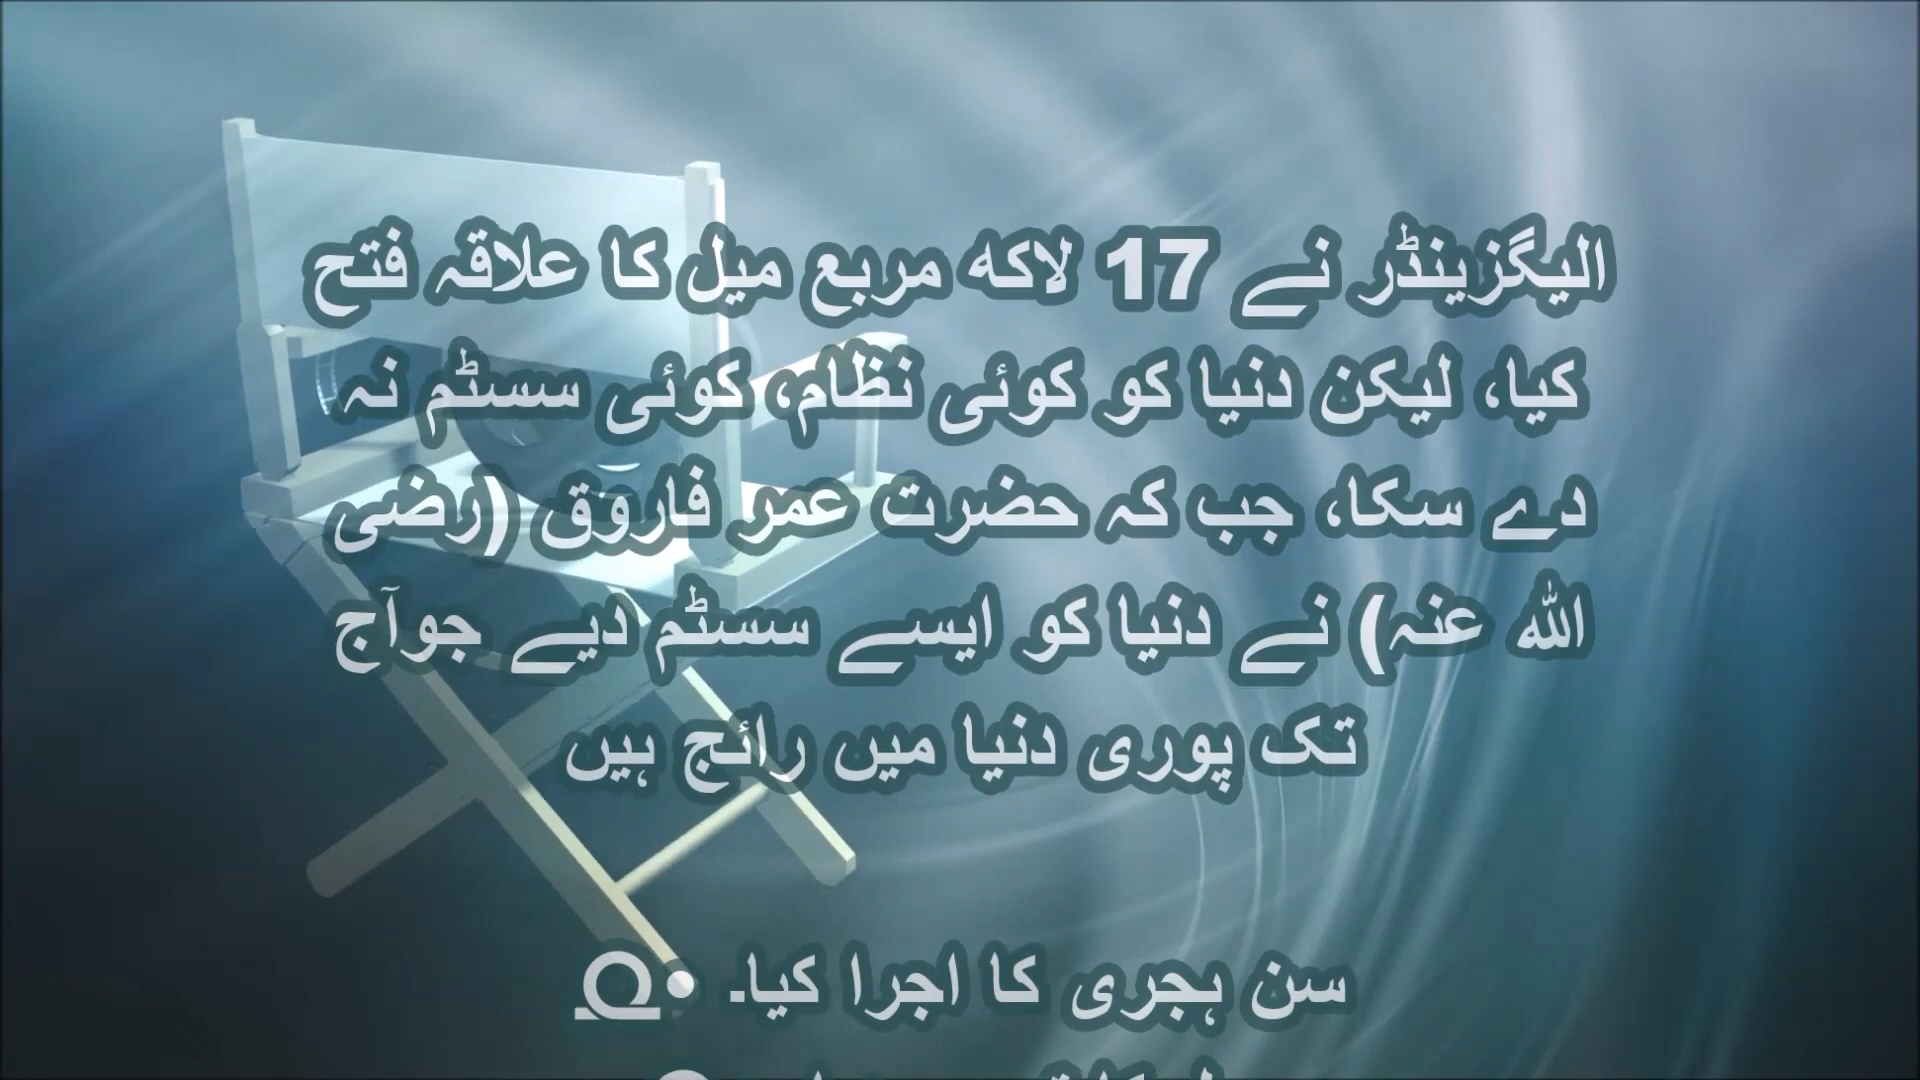 الیگزینڈر نے 17 لاکھ مربع میل کا علاقہ فتح
کیا، لیکن دنیا کو کوئی نظام، کوئی سسٹم نہ
دے سکا، جب کہ حضرت عمر فاروق (رضی
اللہ عنہ) نے دنیا کو ایسے سسٹم دیے جوآج
تک پوری دنیا میں رائج ہیں
سن ہجری کا اجرا کیا۔